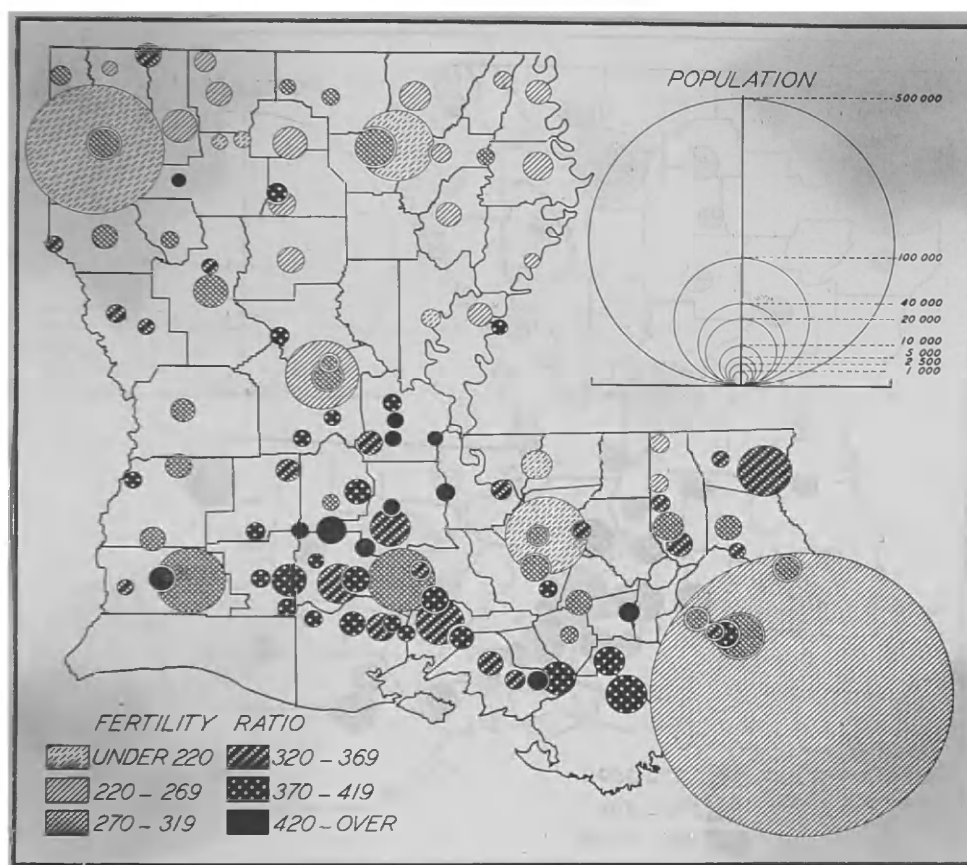 POPULATION
500 000
100 000
40 000
20 000
10 000
5 000
2 500
1 000
FERTILITY RATIO
UNDER 220
220 - 269
270 - 319
320 - 369
370 - 419
420 - OVER